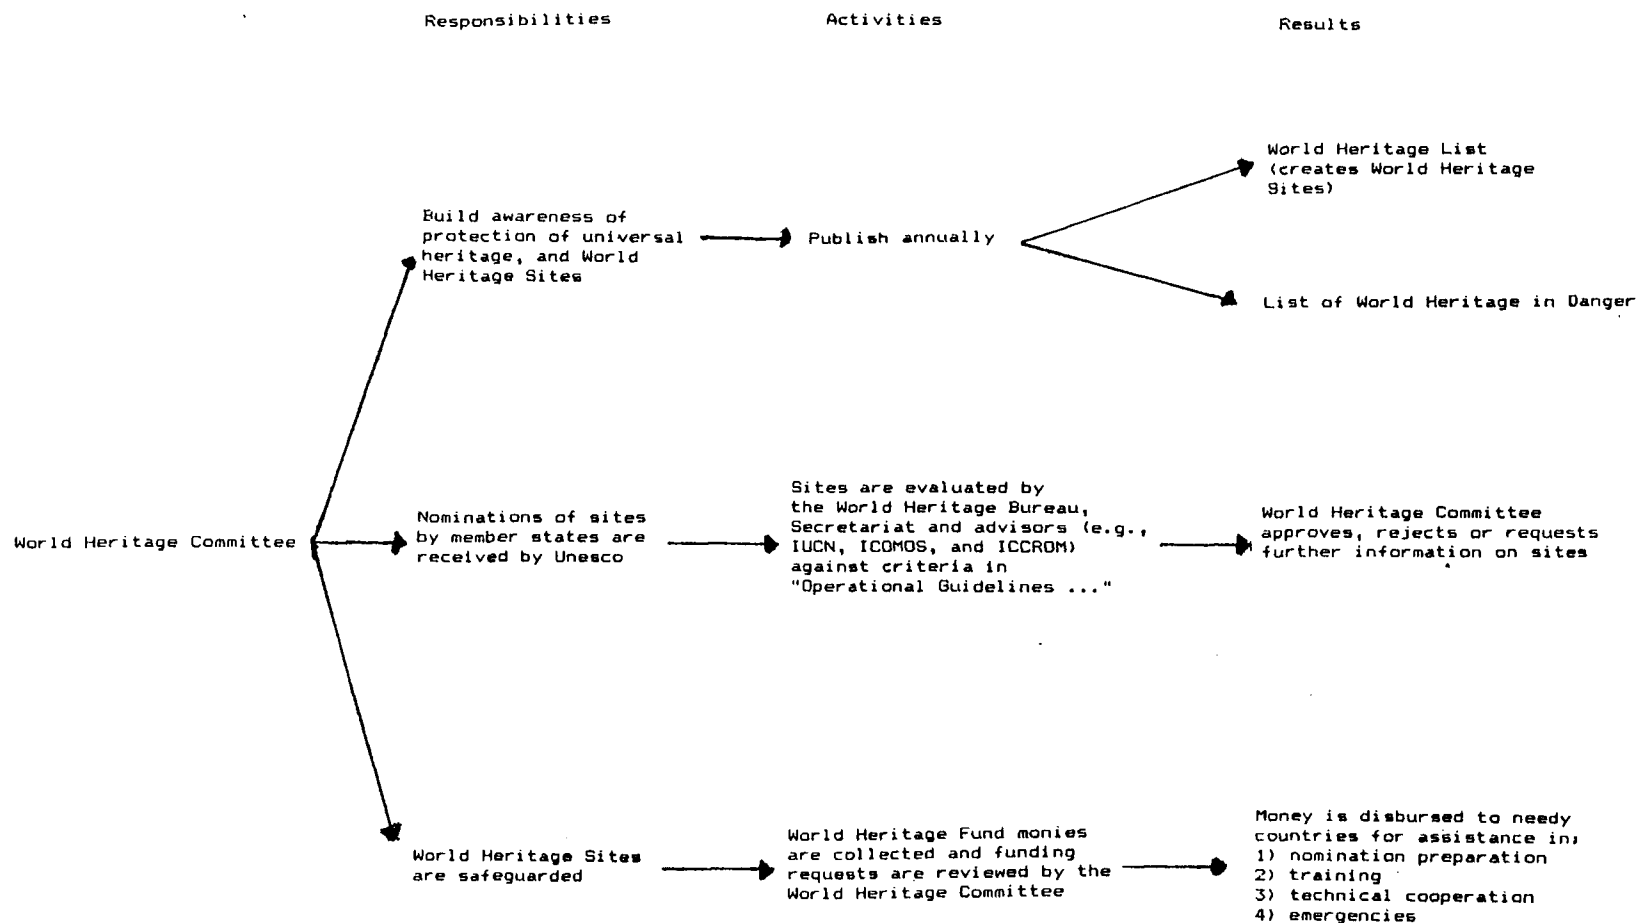 Responsibilities
Activities
Results
World Heritage List
(creates World Heritage
Sites)
Build awareness of
protection of universal
heritage, and World
Heritage Sites
Publish annually
List of World Heritage in Danger
World Heritage Committee
Nominations of sites
by member states are
received by Unesco
Sites are evaluated by
the World Heritage Bureau,
Secretariat and advisors (e.g.,
IUCN, ICOMOS, and ICCROM)
against criteria in
"Operational Guidelines ..."
World Heritage Committee
approves, rejects or requests
further information on sites
World Heritage Sites
are safeguarded
World Heritage Fund monies
are collected and funding
requests are reviewed by the
World Heritage Committee
Money is disbursed to needy
countries for assistance in;
1) nomination preparation
2) training
3) technical cooperation
4) emergencies